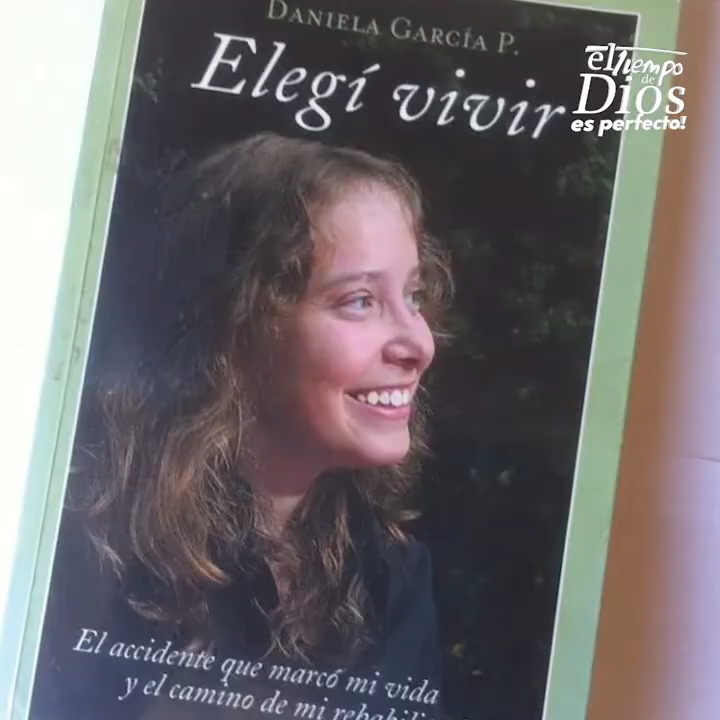 DANIELA GARCÍA P.
Elegí vivir
el tiempo
de
Dios
es perfecto!
El accidente que marcó mi vida
y el camino de mi